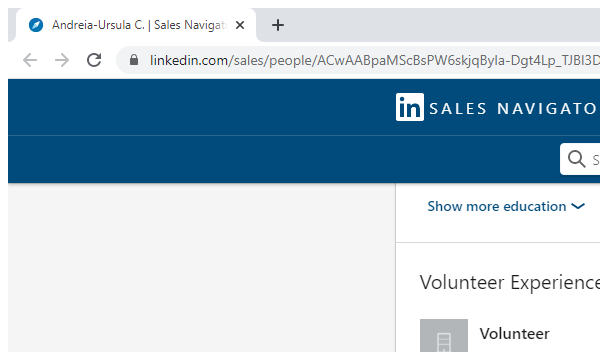 Andreia-Ursula C. | Sales Navigat
linkedin.com/sales/people/ACwAABpaMScBsPW6skjqByla-Dgt4Lp_TJBI3D
in SALES NAVIGATO
S
Show more education
Volunteer Experience
Volunteer